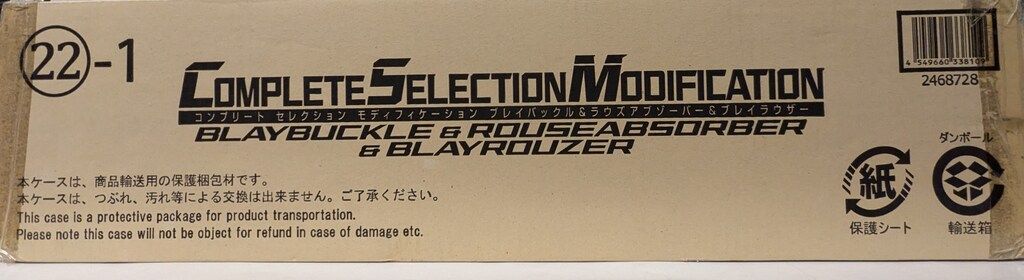 22-1
COMPLETE SELECTION MODIFICATION
コンプリート セレクション モディフィケーション ブレイバックル&ラウズアブソーバー&ブレイラウザー
BLAYBUCKLE & ROUSEABSORBER
& BLAYROUZER
4 549660 338109
2468728
本ケースは、商品輸送用の保護梱包材です。
本ケースは、つぶれ、汚れ等による交換は出来ません。ご了承ください。
This case is a protective package for product transportation.
Please note this case will not be object for refund in case of damage etc.
紙
保護シート
ダンボール
輸送箱